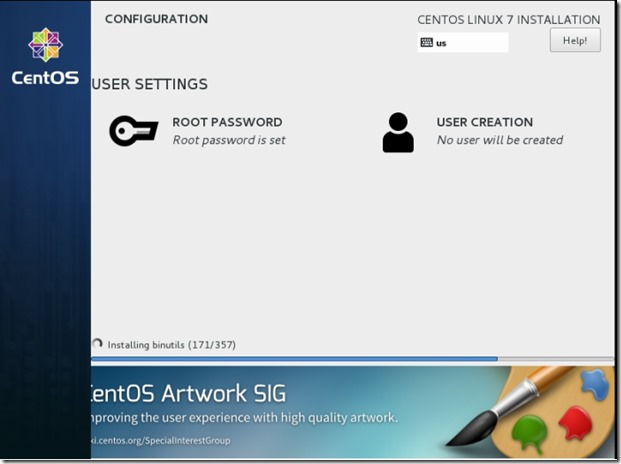 CONFIGURATION
CENTOS LINUX 7 INSTALLATION
us
Help!
CentOS
USER SETTINGS
ROOT PASSWORD
Root password is set
USER CREATION
No user will be created
Installing binutils (171/357)
CentOS Artwork SIG
mproving the user experience with high quality artwork.
ki.centos.org/SpecialInterestGroup